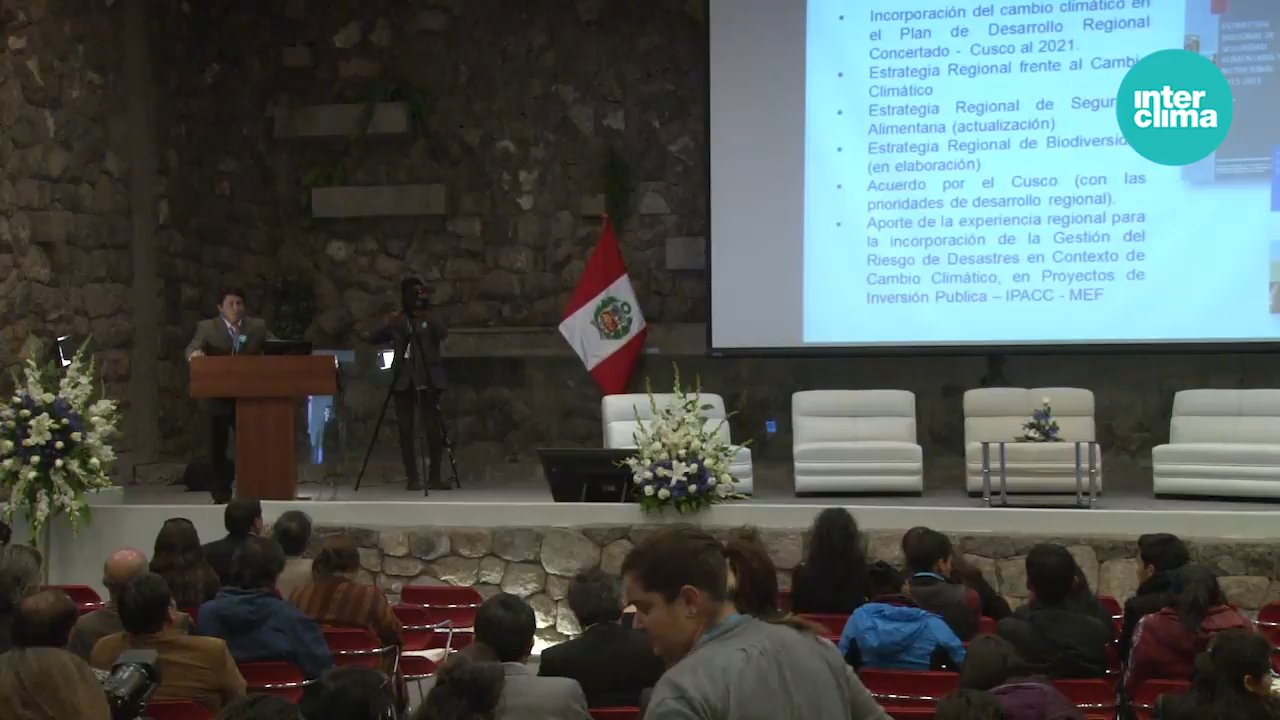 Incorporación del cambio climático en
el Plan de Desarrollo Regional
Concertado - Cusco al 2021.
Estrategia Regional frente al Cambio
Climático
Estrategia Regional de
Alimentaria (actualización)
Estrategia Regional de
(en elaboración)
Acuerdo por el Cusco (con las
prioridades de desarrollo regional).
Aporte de la experiencia regional para
la incorporación de la Gestión del
Riesgo de Desastres en Contexto de
Cambio Climático, en Proyectos de
Inversión Publica – IPACC - MEF
inter
clima